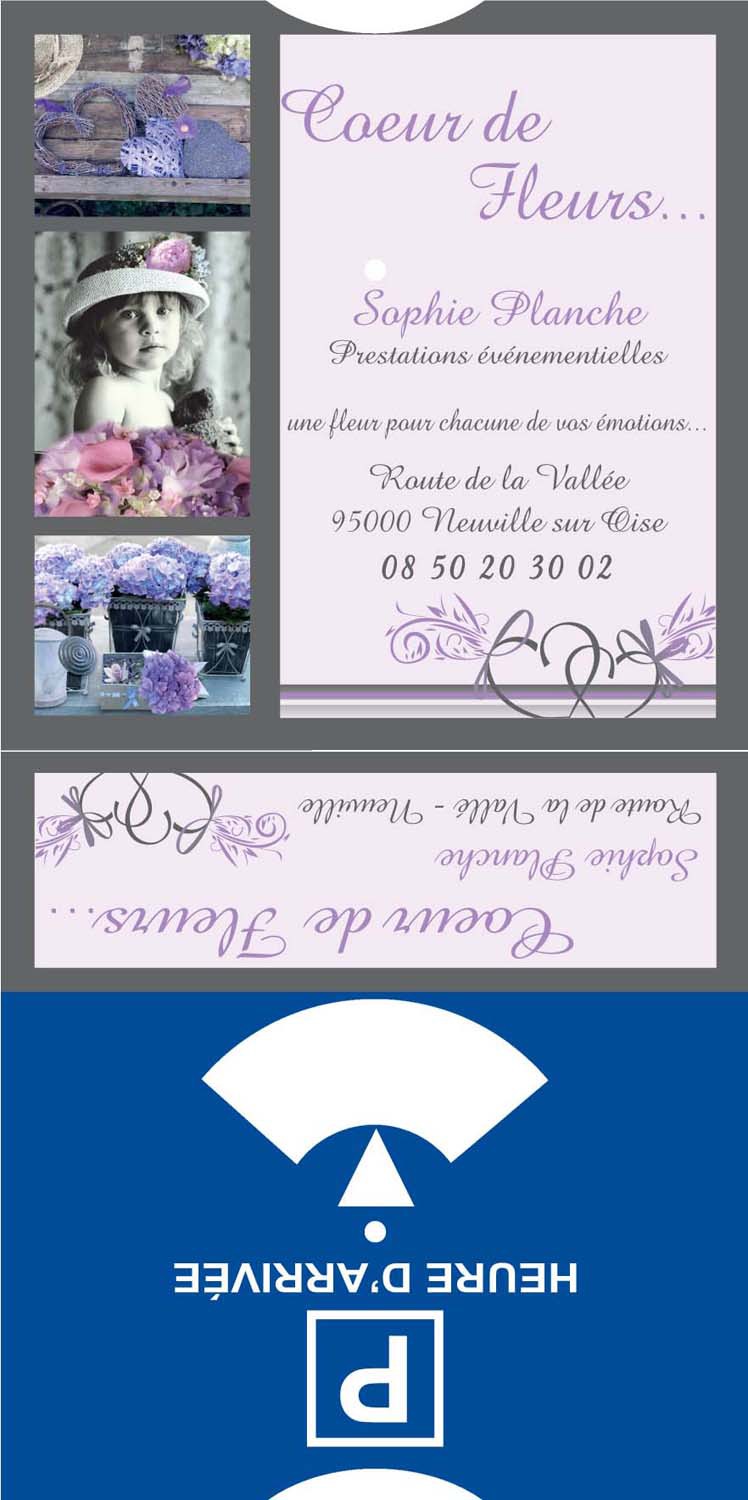 Coeur de
Fleurs...
Sophie Planche
Prestations événementielles
une fleur pour chacune de vos émotions...
Route de la Vallée
95000 Neuville sur Oise
08 50 20 30 02
Coeur de Fleurs...
Sophie Planche
Route de la Vallé - Neuville
P
HEURE D'ARRIVÉE